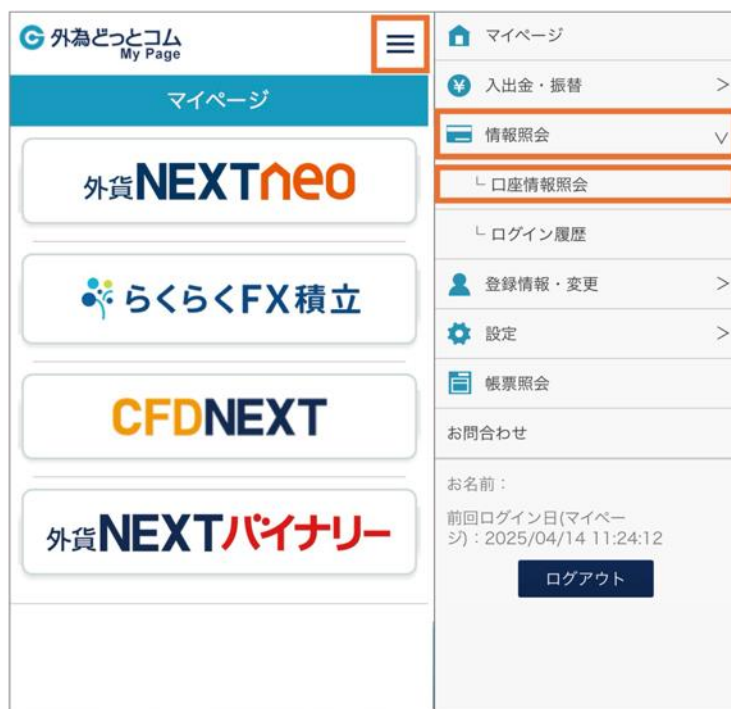 外為どっとコム
My Page
マイページ
外貨NEXTneo
らくらくFX積立
CFDNEXT
外貨NEXTバイナリー
マイページ
入出金・振替 >
情報照会 ∨
└ 口座情報照会
└ ログイン履歴
登録情報・変更 >
設定 >
帳票照会
お問合わせ
お名前：
前回ログイン日(マイペー
ジ)：2025/04/14 11:24:12
ログアウト